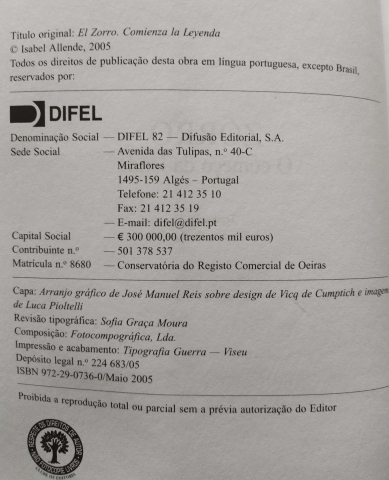 Título original: El Zorro. Comienza la Leyenda
© Isabel Allende, 2005
Todos os direitos de publicação desta obra em língua portuguesa, excepto Brasil,
reservados por:
DIFEL
Denominação Social — DIFEL 82 — Difusão Editorial, S.A.
Sede Social — Avenida das Tulipas, n.º 40-C
Miraflores
1495-159 Algés – Portugal
Telefone: 21 412 35 10
Fax: 21 412 35 19
— E-mail: difel@difel.pt
Capital Social — € 300 000,00 (trezentos mil euros)
Contribuinte n.º — 501 378 537
Matrícula n.º 8680 — Conservatória do Registo Comercial de Oeiras
Capa: Arranjo gráfico de José Manuel Reis sobre design de Vicq de Cumptich e imagem
de Luca Pioltelli
Revisão tipográfica: Sofia Graça Moura
Composição: Fotocompográfica, Lda.
Impressão e acabamento: Tipografia Guerra — Viseu
Depósito legal n.º 224 683/05
ISBN 972-29-0736-0/Maio 2005
Proibida a reprodução total ou parcial sem a prévia autorização do Editor